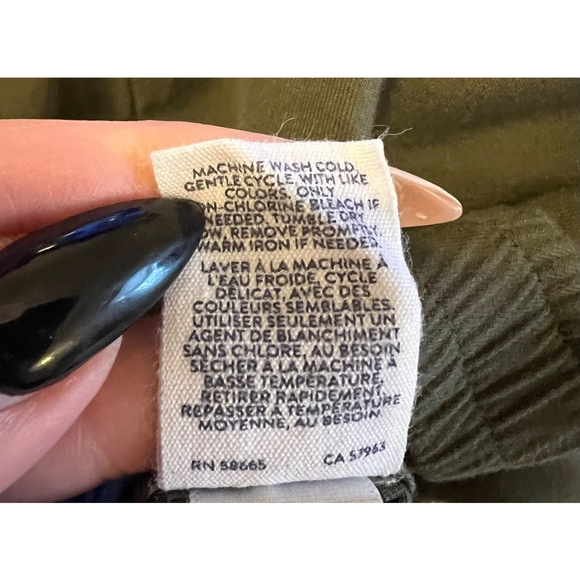 MACHINE WASH COLD
GENTLE CYCLE, WITH LIKE
COLORS. ONLY
ON-CHLORINE BLEACH IF
NEEDED. TUMBLE DRY
OW, REMOVE PROMPTLY.
WARM IRON IF NEEDED.
LAVER À LA MACHINE À
L'EAU FROIDE, CYCLE
DÉLICAT, AVEC DES
COULEURS SEMBLABLES.
UTILISER SEULEMENT UN
AGENT DE BLANCHIMENT
SANS CHLORE, AU BESOIN
SÉCHER À LA MACHINE À
BASSE TEMPÉRATURE,
RETIRER RAPIDEMENT,
REPASSER À TEMPÉRATURE
MOYENNE, AU BESOIN
RN 58665 CA 57963